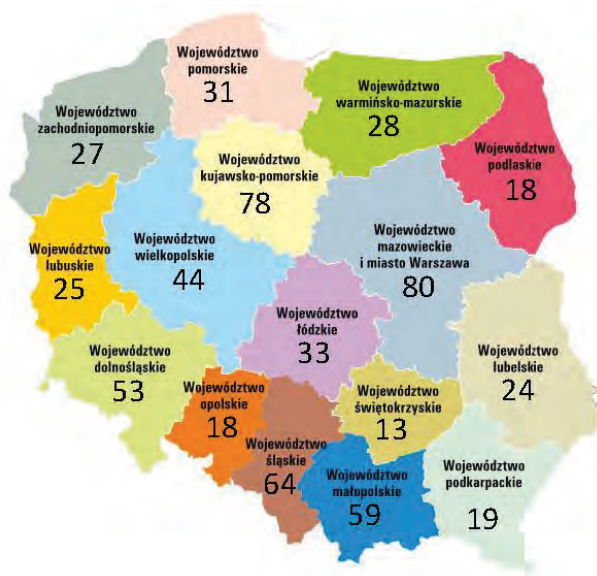 Województwo
pomorskie
31
Województwo
warmińsko-mazurskie
28
Województwo
zachodniopomorskie
27
Województwo
podlaskie
18
Województwo
kujawsko-pomorskie
78
Województwo
mazowieckie
i miasto Warszawa
80
Województwo
wielkopolskie
44
Województwo
lubuskie
25
Województwo
łódzkie
33
Województwo
dolnośląskie
53
Województwo
lubelskie
24
Województwo
opolskie
18
Województwo
świętokrzyskie
13
Województwo
śląskie
64
Województwo
małopolskie
59
Województwo
podkarpackie
19